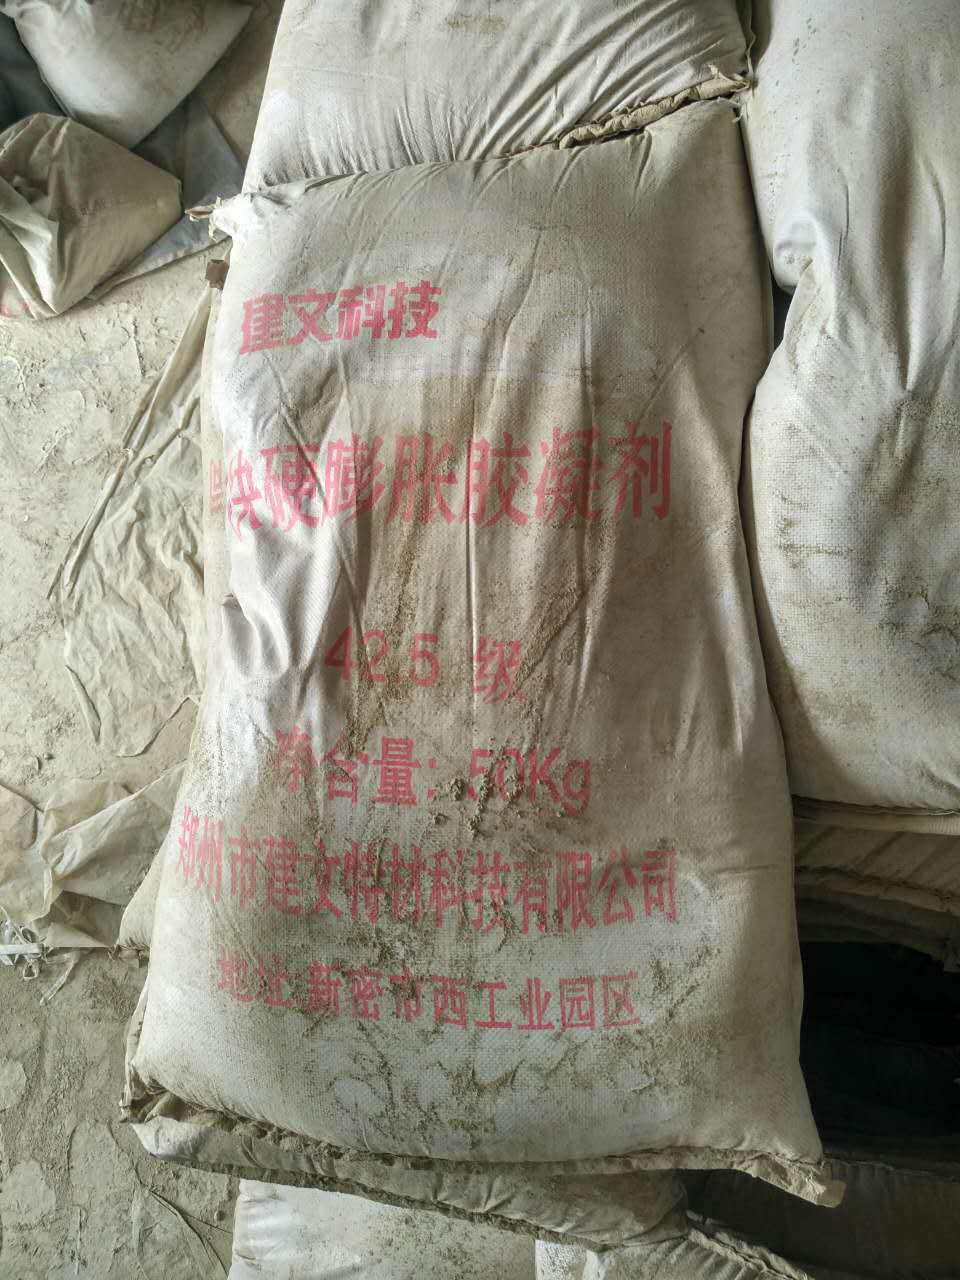 建文科技
快硬膨胀胶凝剂
42.5 级
净含量: 50Kg
郑州市建文特材科技有限公司
地址 新密市西工业园区